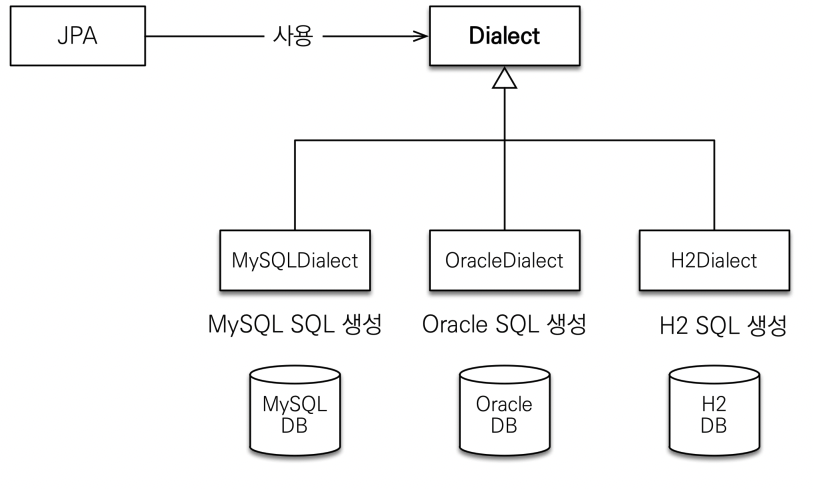 JPA
사용
Dialect
MySQLDialect
OracleDialect
H2Dialect
MySQL SQL 생성
Oracle SQL 생성
H2 SQL 생성
MySQL
DB
Oracle
DB
H2
DB